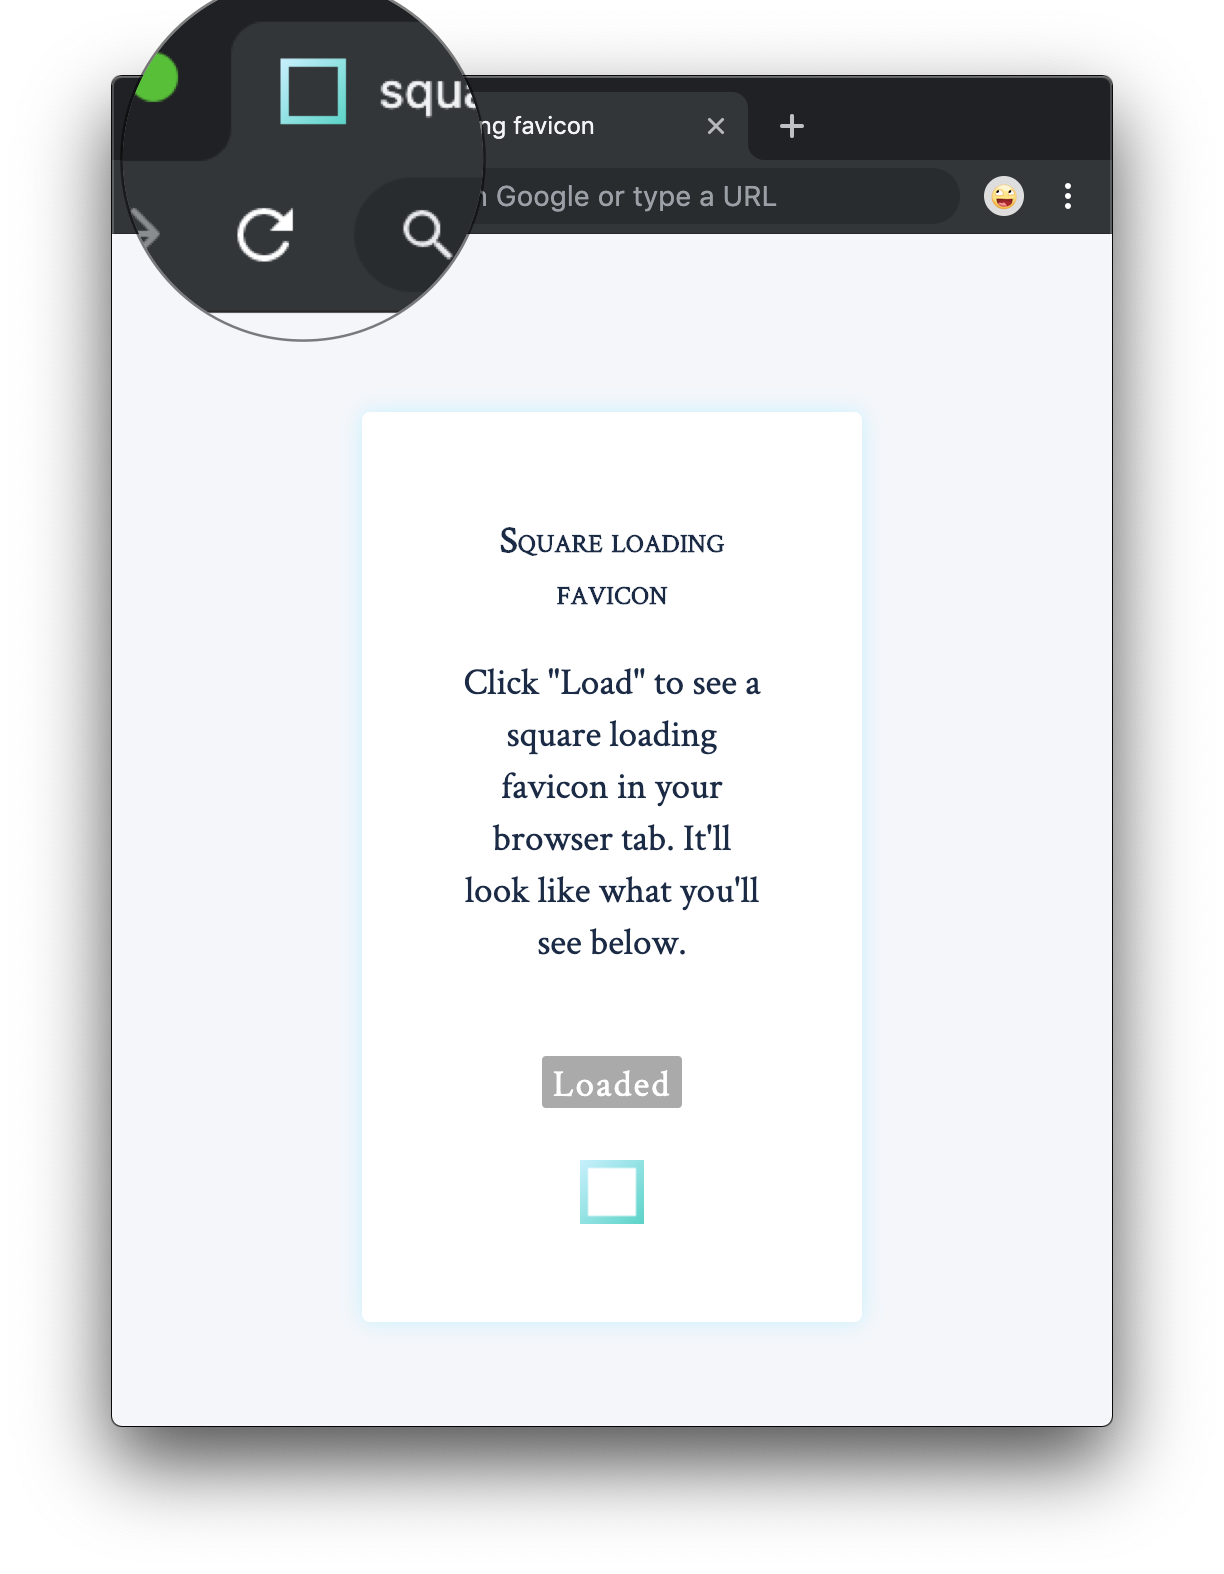 squa
ng favicon
Google or type a URL
Square loading
favicon
Click "Load" to see a
square loading
favicon in your
browser tab. It'll
look like what you'll
see below.
Loaded